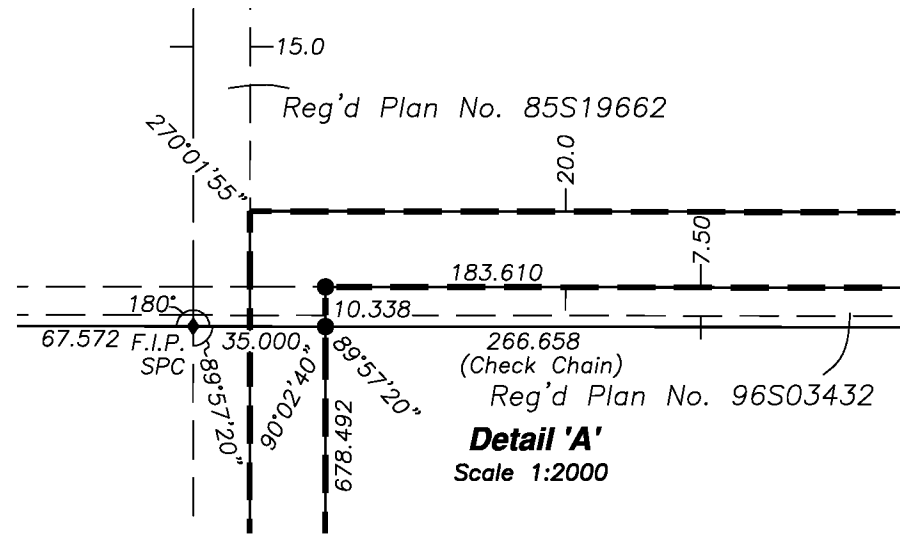 15.0
Reg'd Plan No. 85S19662
270°01'55"
20.0
7.50
183.610
180°
10.338
67.572
F.I.P.
SPC
35.000
266.658
(Check Chain)
89°57'20"
90°02'40"
89°57'20"
678.492
Reg'd Plan No. 96S03432
Detail 'A'
Scale 1:2000